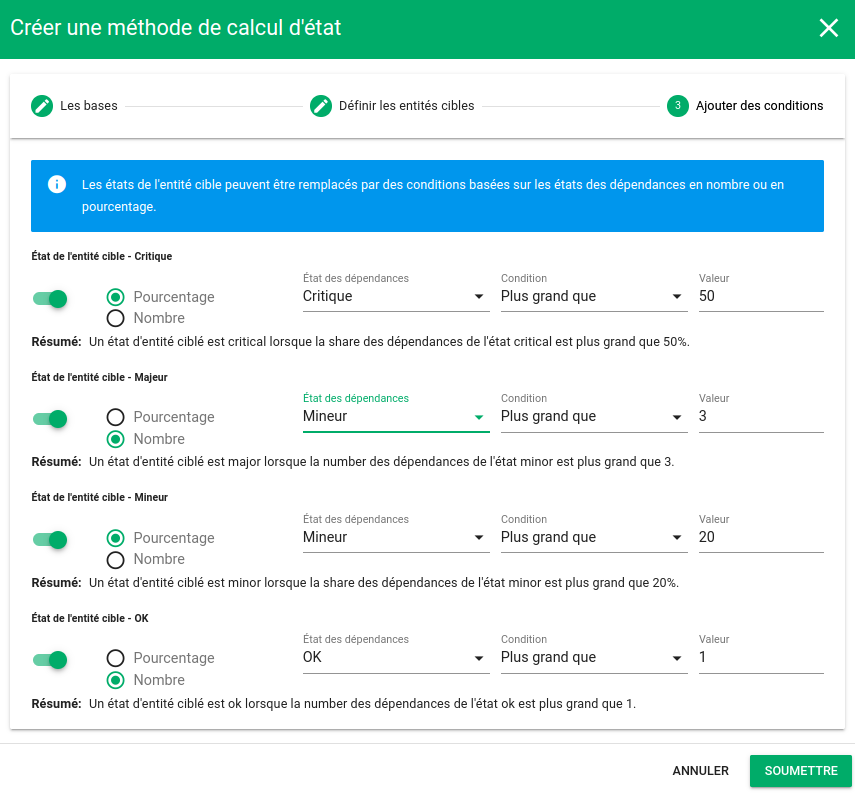 Créer une méthode de calcul d'état
Les bases
Définir les entités cibles
3
Ajouter des conditions
Les états de l'entité cible peuvent être remplacés par des conditions basées sur les états des dépendances en nombre ou en
pourcentage.
État de l'entité cible - Critique
Pourcentage
Nombre
État des dépendances
Critique
Condition
Plus grand que
Valeur
50
Résumé: Un état d'entité ciblé est critical lorsque la share des dépendances de l'état critical est plus grand que 50%.
État de l'entité cible - Majeur
Pourcentage
Nombre
État des dépendances
Mineur
Condition
Plus grand que
Valeur
3
Résumé: Un état d'entité ciblé est major lorsque la number des dépendances de l'état minor est plus grand que 3.
État de l'entité cible - Mineur
Pourcentage
Nombre
État des dépendances
Mineur
Condition
Plus grand que
Valeur
20
Résumé: Un état d'entité ciblé est minor lorsque la share des dépendances de l'état minor est plus grand que 20%.
État de l'entité cible - OK
Pourcentage
Nombre
État des dépendances
OK
Condition
Plus grand que
Valeur
1
Résumé: Un état d'entité ciblé est ok lorsque la number des dépendances de l'état ok est plus grand que 1.
ANNULER
SOUMETTRE